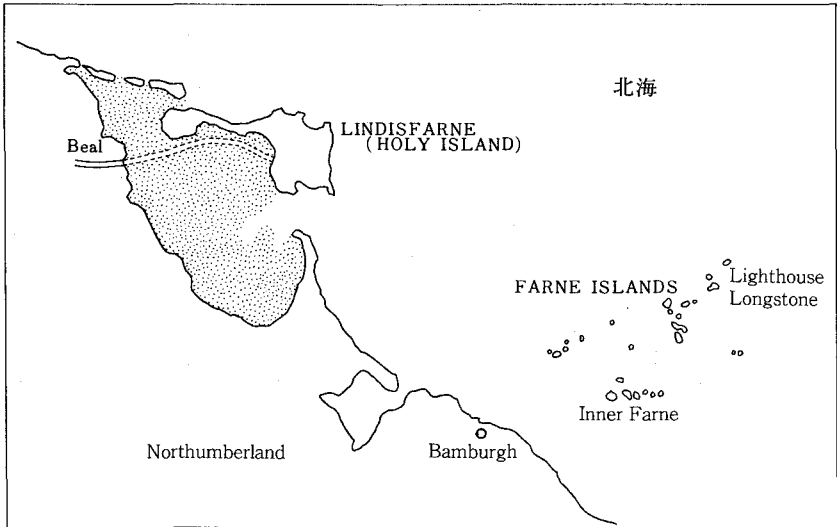 北海
LINDISFARNE
(HOLY ISLAND)
Beal
FARNE ISLANDS
Lighthouse
Longstone
Inner Farne
Northumberland
Bamburgh